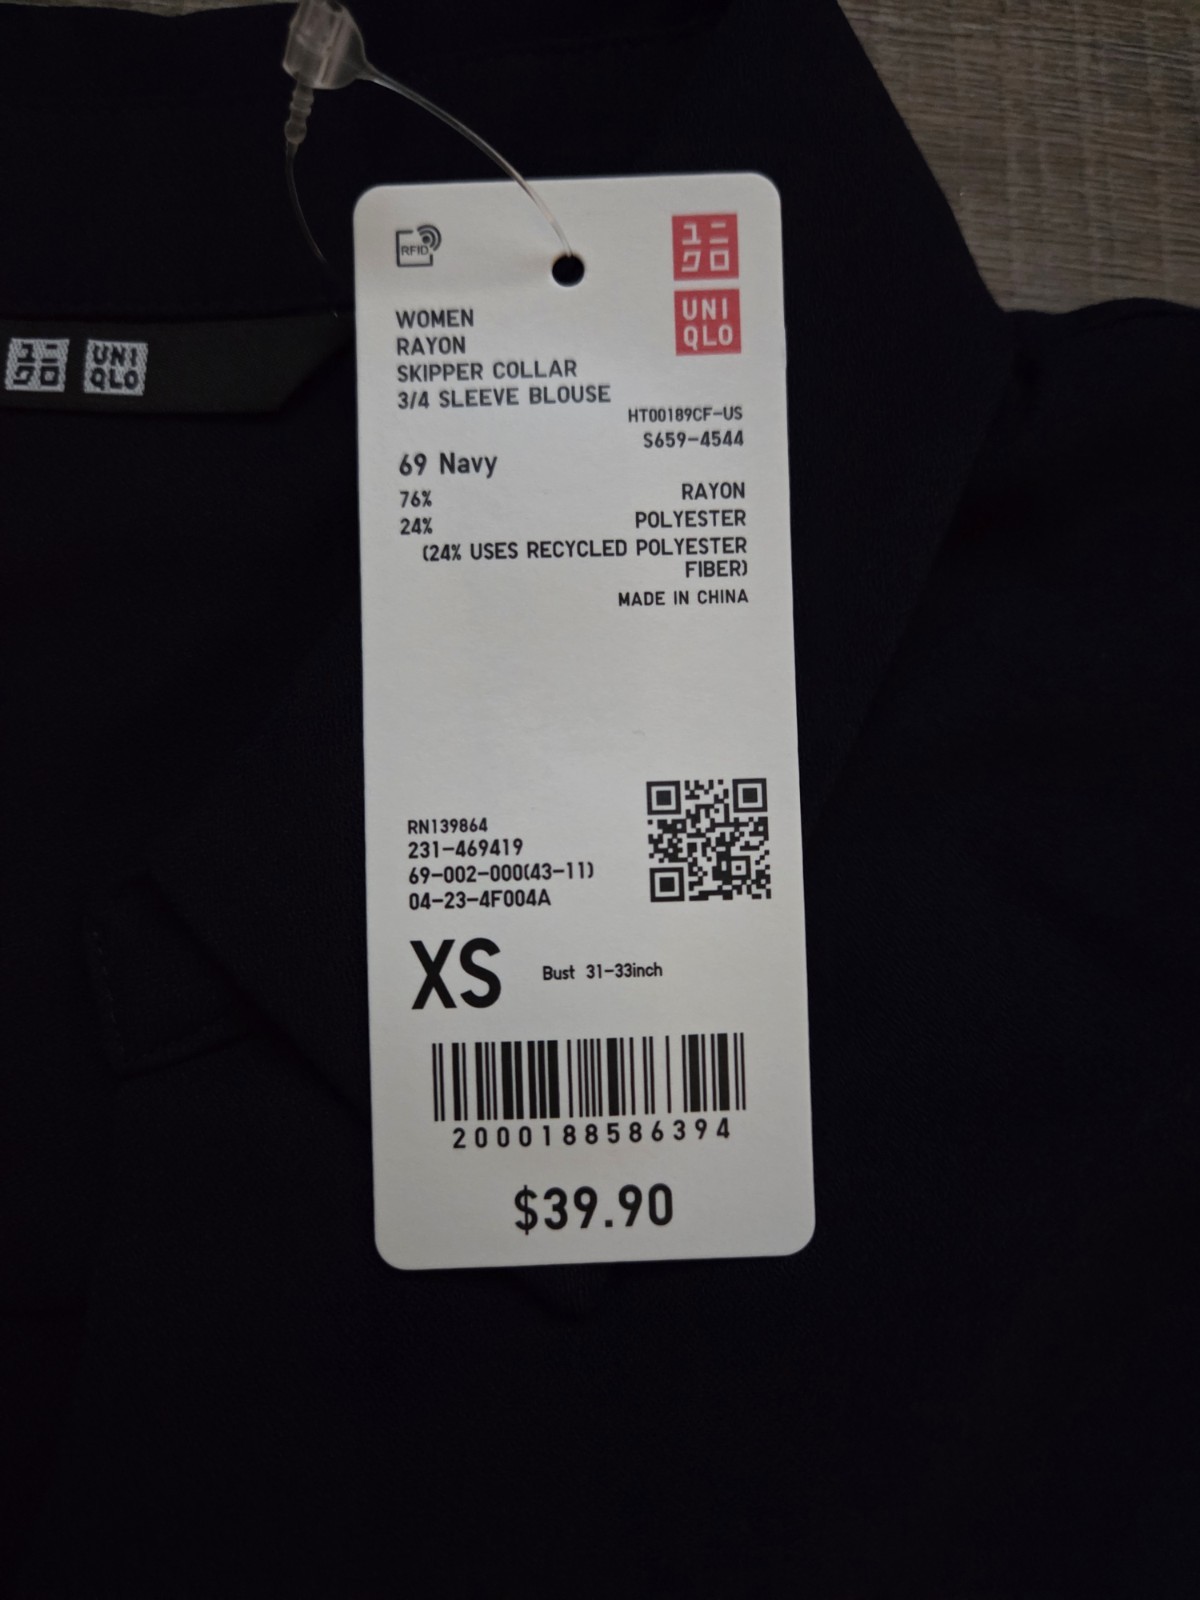 RFID
ユニ
クロ
UNI
QLO
WOMEN
RAYON
SKIPPER COLLAR
3/4 SLEEVE BLOUSE
HT00189CF-US
S659-4544
69 Navy
76% RAYON
24% POLYESTER
(24% USES RECYCLED POLYESTER
FIBER)
MADE IN CHINA
RN139864
231-469419
69-002-000(43-11)
04-23-4F004A
XS Bust 31-33inch
2000188586394
$39.90
ユニ
クロ
UNI
QLO